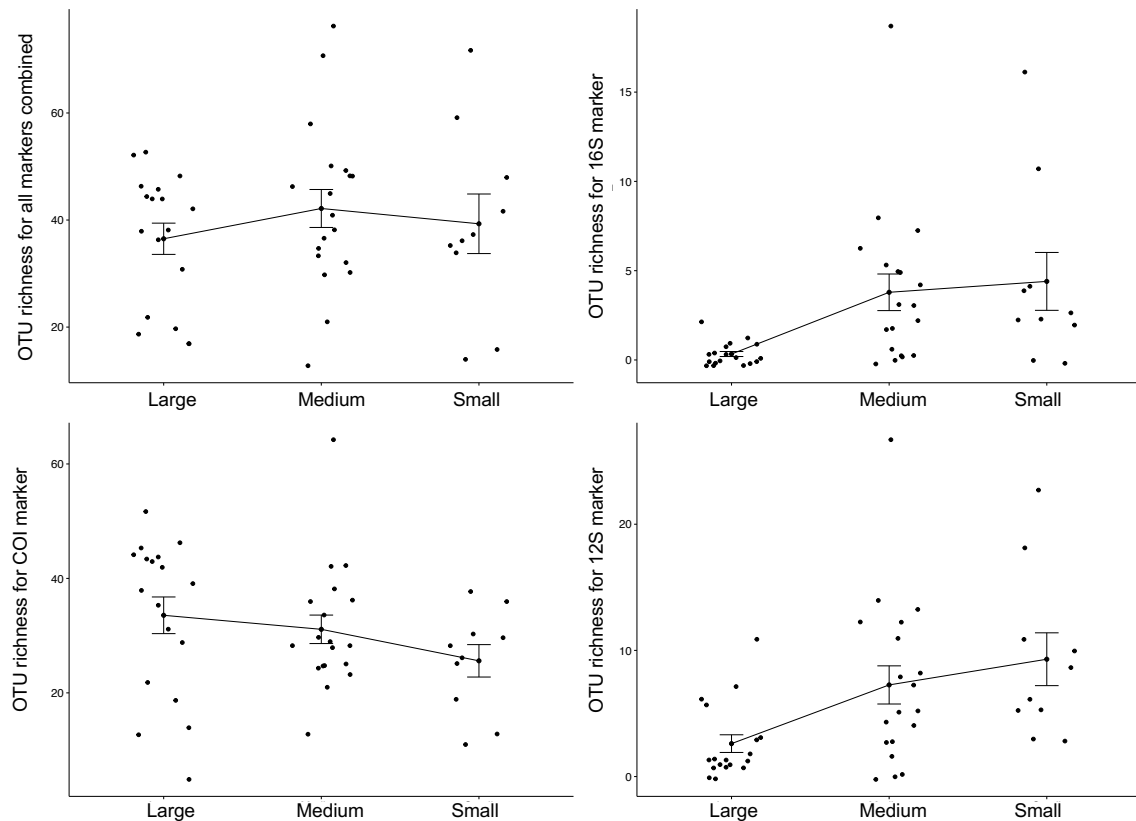 OTU richness for all markers combined
60
40
20
Large Medium Small
OTU richness for 16S marker
15
10
5
0
Large Medium Small
OTU richness for COI marker
60
40
20
Large Medium Small
OTU richness for 12S marker
20
10
0
Large Medium Small